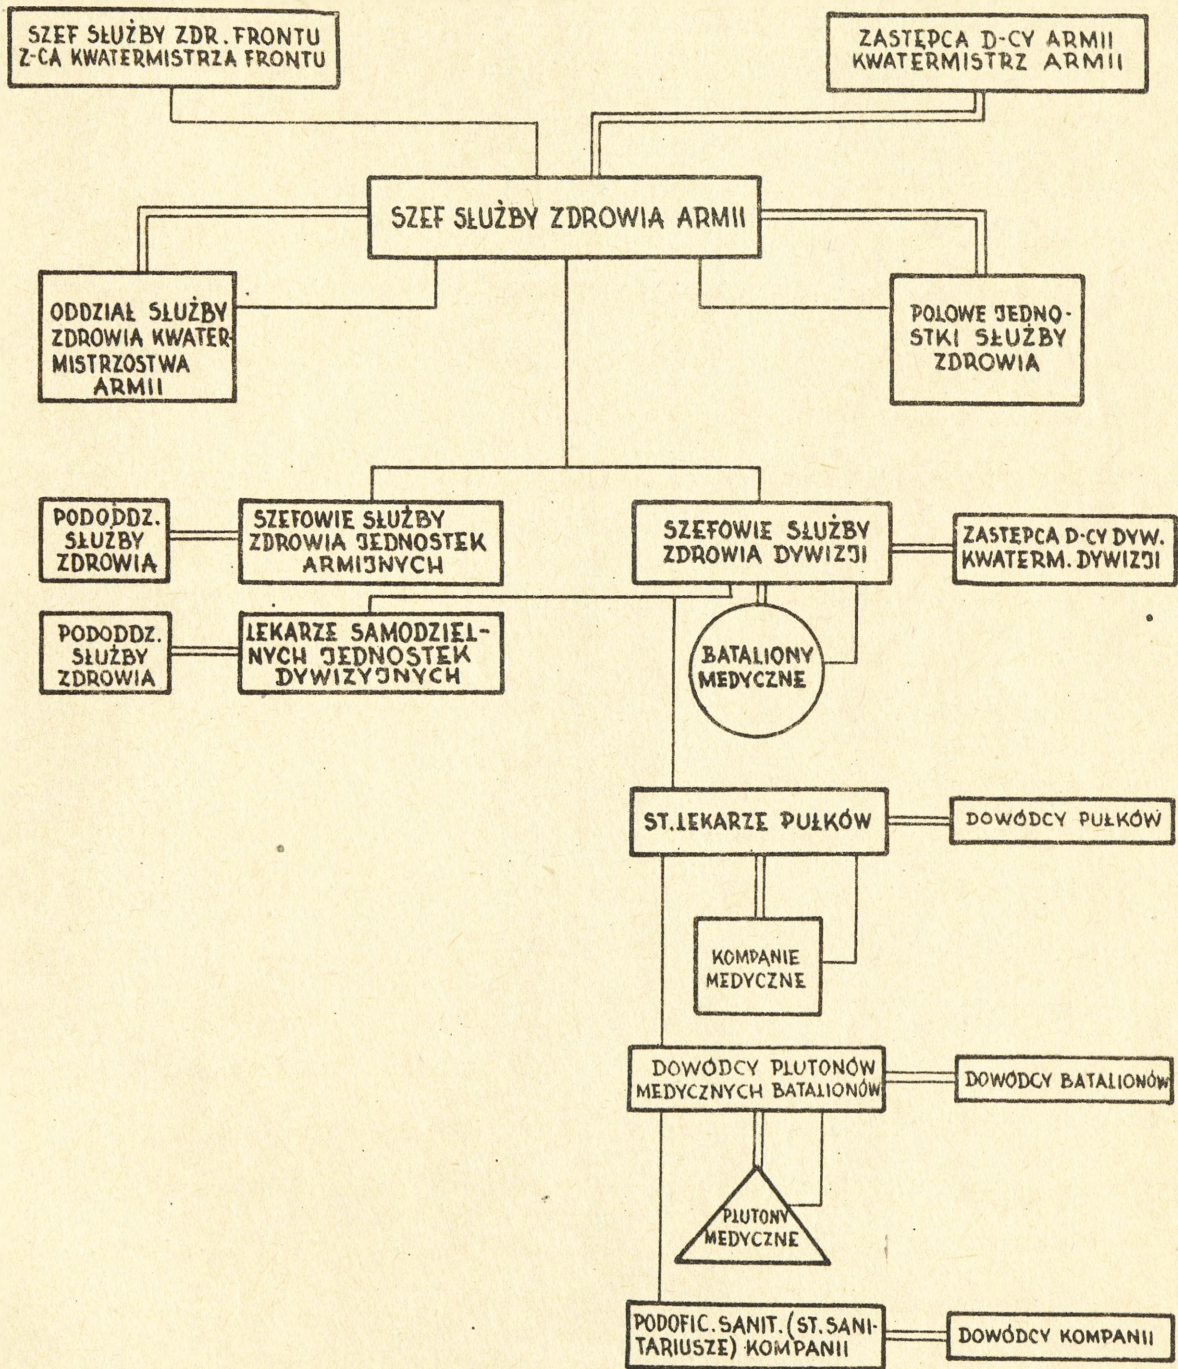 SZEF SŁUŻBY ZDR. FRONTU
Z-CA KWATERMISTRZA FRONTU
ZASTĘPCA D-CY ARMII
KWATERMISTRZ ARMII
SZEF SŁUŻBY ZDROWIA ARMII
ODDZIAŁ SŁUŻBY
ZDROWIA KWATER-
MISTRZOSTWA
ARMII
POLOWE JEDNO-
STKI SŁUŻBY
ZDROWIA
PODODDZ.
SŁUŻBY
ZDROWIA
SZEFOWIE SŁUŻBY
ZDROWIA JEDNOSTEK
ARMIJNYCH
SZEFOWIE SŁUŻBY
ZDROWIA DYWIZJI
ZASTĘPCA D-CY DYW.
KWATERM. DYWIZJI
PODODDZ.
SŁUŻBY
ZDROWIA
LEKARZE SAMODZIEL-
NYCH JEDNOSTEK
DYWIZYJNYCH
BATALIONY
MEDYCZNE
ST. LEKARZE PUŁKÓW
DOWÓDCY PUŁKÓW
KOMPANIE
MEDYCZNE
DOWÓDCY PLUTONÓW
MEDYCZNYCH BATALIONÓW
DOWÓDCY BATALIONÓW
PLUTONY
MEDYCZNE
PODOFIC. SANIT. (ST. SANI-
TARIUSZE) KOMPANII
DOWÓDCY KOMPANII